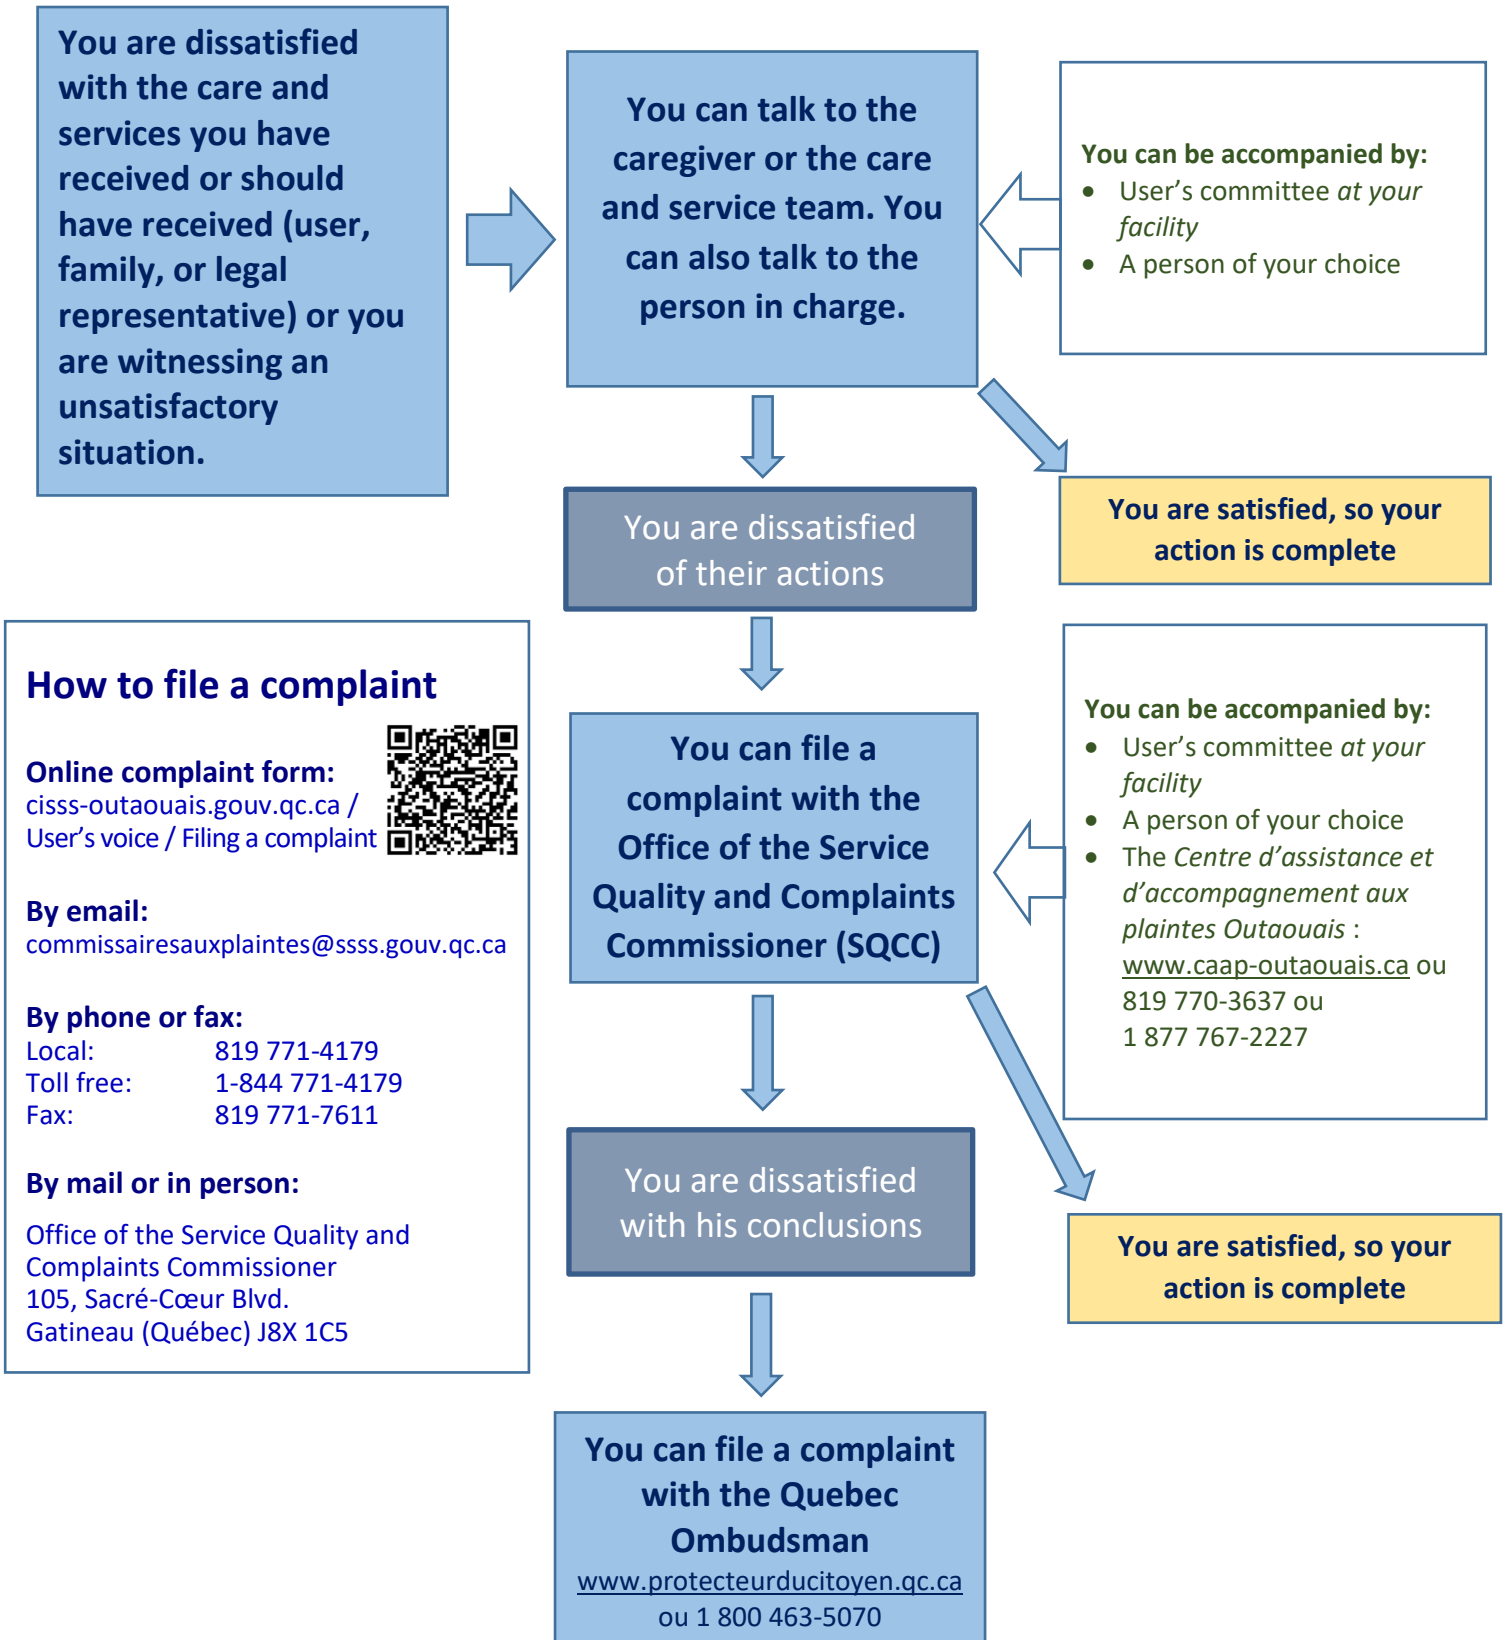 You are dissatisfied
with the care and
services you have
received or should
have received (user,
family, or legal
representative) or you
are witnessing an
unsatisfactory
situation.
You can talk to the
caregiver or the care
and service team. You
can also talk to the
person in charge.
You can be accompanied by:
• User’s committee at your
facility
• A person of your choice
You are dissatisfied
of their actions
You are satisfied, so your
action is complete
How to file a complaint
Online complaint form:
cisss-outaouais.gouv.qc.ca /
User’s voice / Filing a complaint
By email:
commissairesauxplaintes@ssss.gouv.qc.ca
By phone or fax:
Local: 819 771-4179
Toll free: 1-844 771-4179
Fax: 819 771-7611
By mail or in person:
Office of the Service Quality and
Complaints Commissioner
105, Sacré-Cœur Blvd.
Gatineau (Québec) J8X 1C5
You can file a
complaint with the
Office of the Service
Quality and Complaints
Commissioner (SQCC)
You can be accompanied by:
• User’s committee at your
facility
• A person of your choice
• The Centre d’assistance et
d’accompagnement aux
plaintes Outaouais :
www.caap-outaouais.ca ou
819 770-3637 ou
1 877 767-2227
You are dissatisfied
with his conclusions
You are satisfied, so your
action is complete
You can file a complaint
with the Quebec
Ombudsman
www.protecteurducitoyen.qc.ca
ou 1 800 463-5070